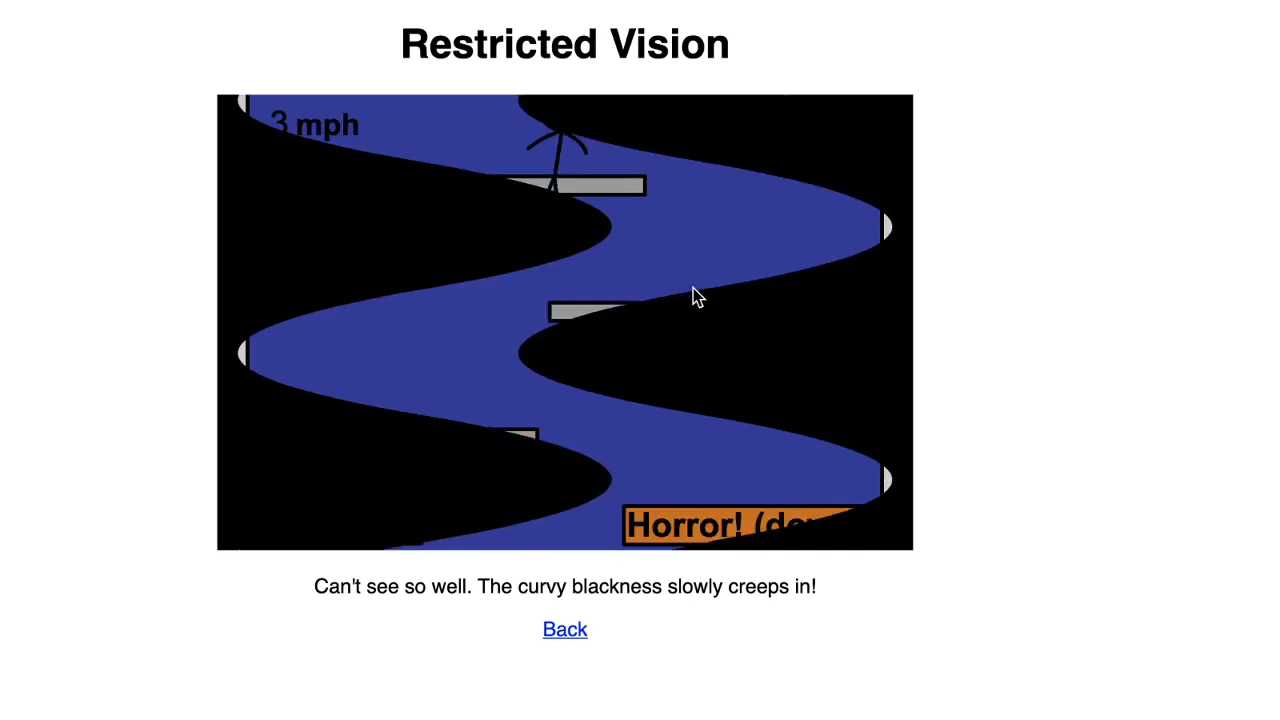 Restricted Vision
3 mph
Horror!
Can't see so well. The curvy blackness slowly creeps in!
Back